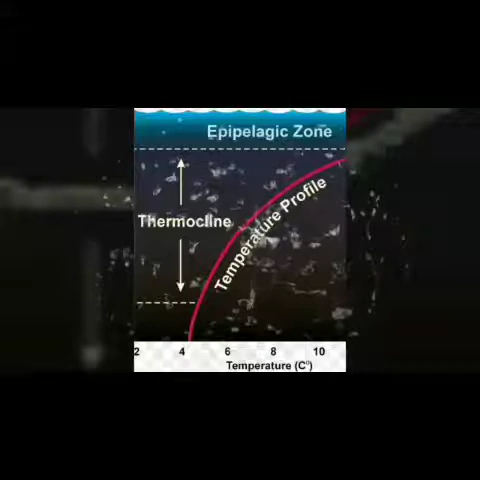 Epipelagic Zone
Thermocline
Temperature Profile
2 4 6 8 10
Temperature (C°)